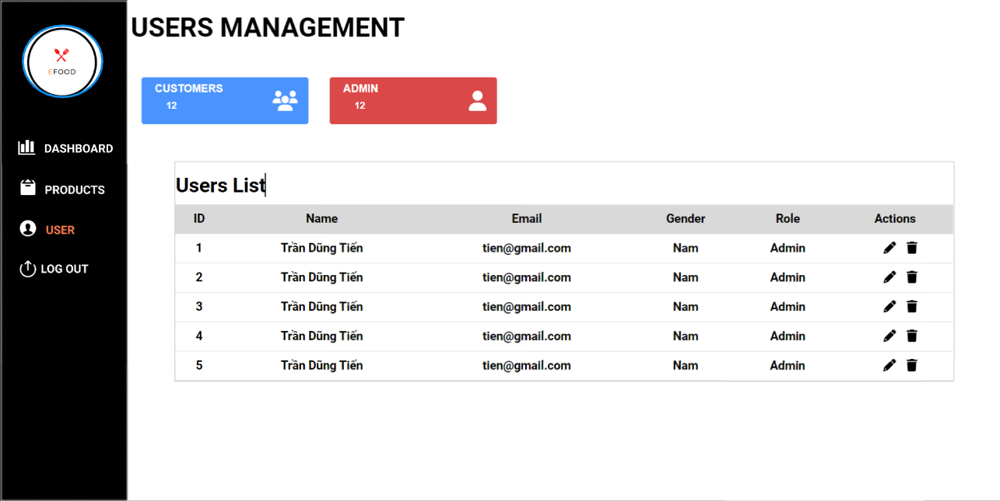 USERS MANAGEMENT
EFOOD
CUSTOMERS
12
ADMIN
12
DASHBOARD
PRODUCTS
USER
LOG OUT
Users List
ID Name Email Gender Role Actions
1 Trần Dũng Tiến tien@gmail.com Nam Admin
2 Trần Dũng Tiến tien@gmail.com Nam Admin
3 Trần Dũng Tiến tien@gmail.com Nam Admin
4 Trần Dũng Tiến tien@gmail.com Nam Admin
5 Trần Dũng Tiến tien@gmail.com Nam Admin